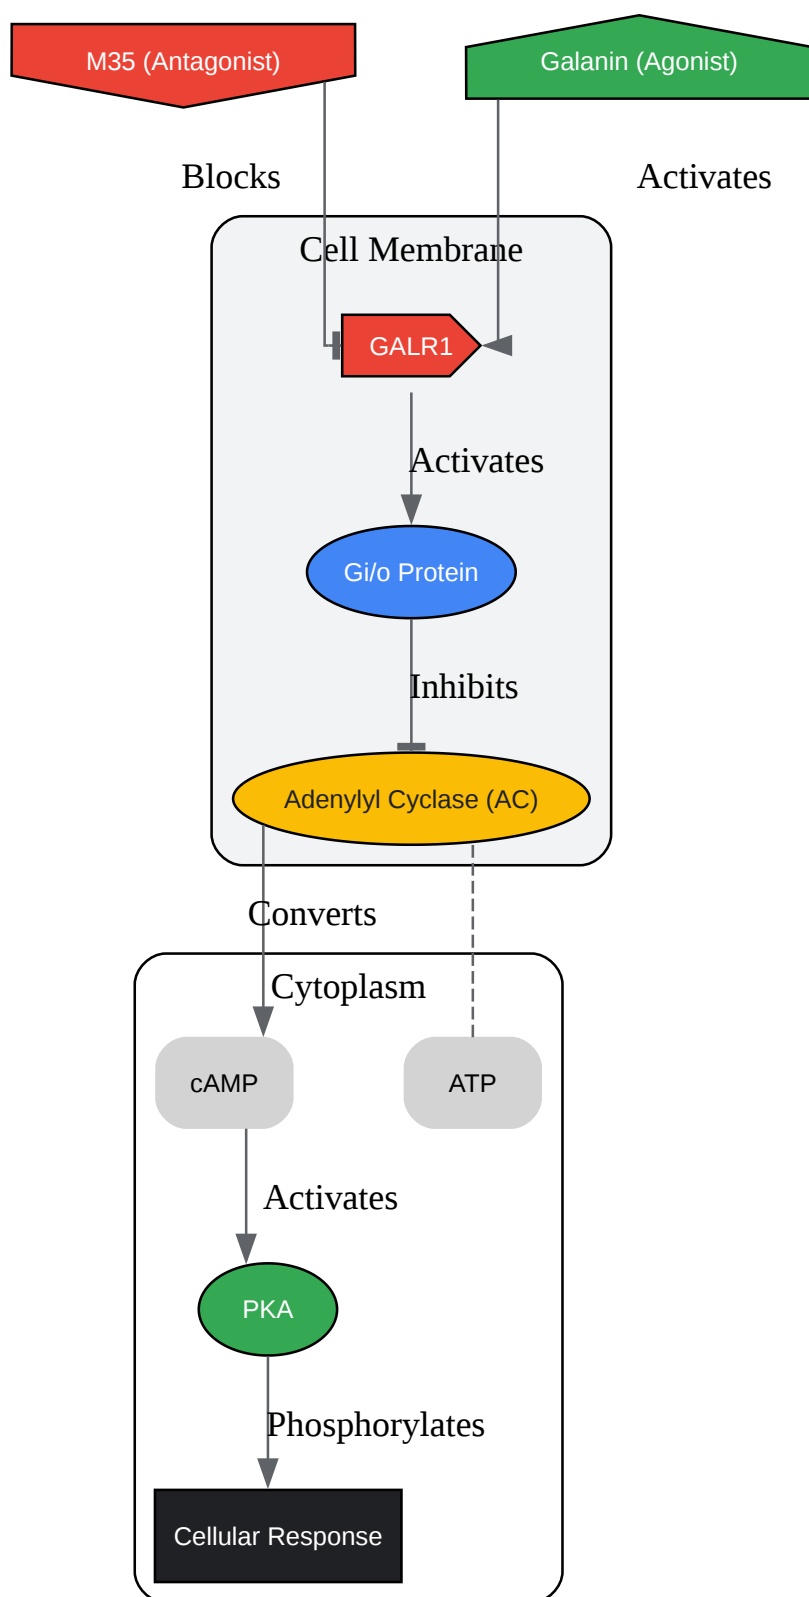 M35 (Antagonist)
Galanin (Agonist)
Blocks
Activates
Cell Membrane
GALR1
Activates
Gi/o Protein
Inhibits
Adenylyl Cyclase (AC)
Converts
Cytoplasm
cAMP
ATP
Activates
PKA
Phosphorylates
Cellular Response